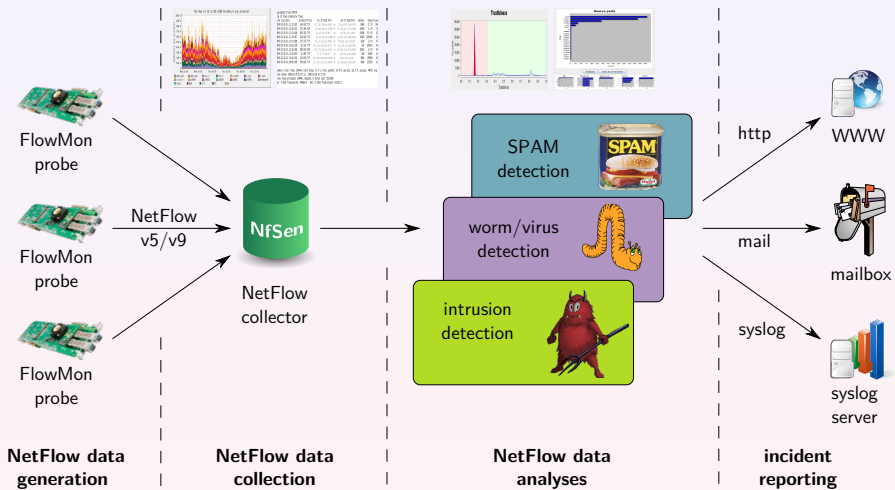 Trustfulness
FlowMon
probe
FlowMon
probe
FlowMon
probe
NetFlow
v5/v9
NfSen
NetFlow
collector
SPAM
detection
SPAM
worm/virus
detection
intrusion
detection
http
mail
syslog
WWW
mailbox
syslog
server
NetFlow data
generation
NetFlow data
collection
NetFlow data
analyses
incident
reporting